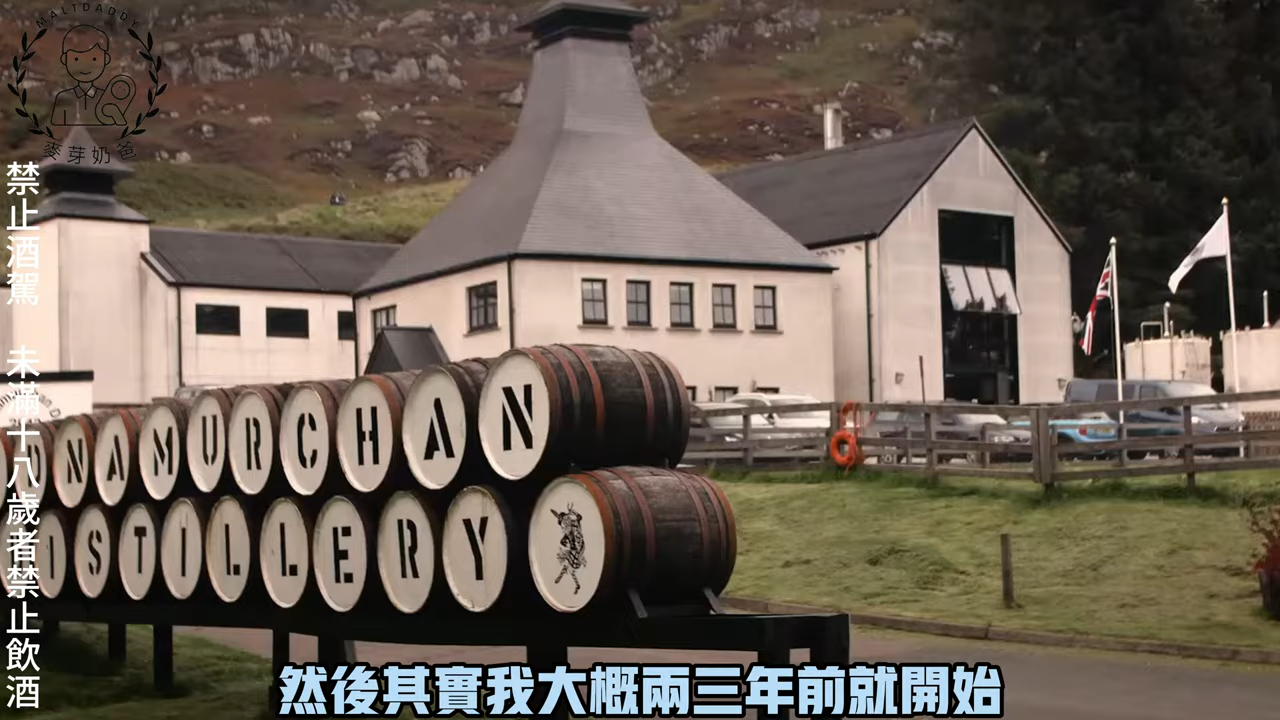 MALTDADDY
麥芽奶爸
禁止酒駕 未滿十八歲者禁止飲酒
DNAMURCHAN
ISTILLERY
然後其實我大概兩三年前就開始